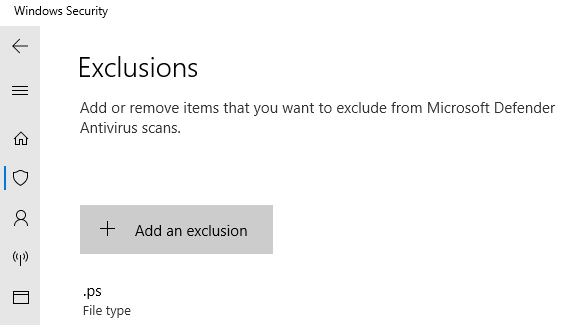 Windows Security
Exclusions
Add or remove items that you want to exclude from Microsoft Defender
Antivirus scans.
Add an exclusion
.ps
File type